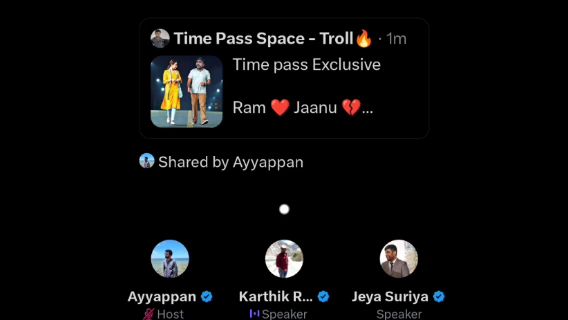 Time Pass Space - Troll🔥 · 1m
Time pass Exclusive
Ram ❤️ Jaanu 💔...
Shared by Ayyappan
Ayyappan
Karthik R...
Jeya Suriya
Host
Speaker
Speaker